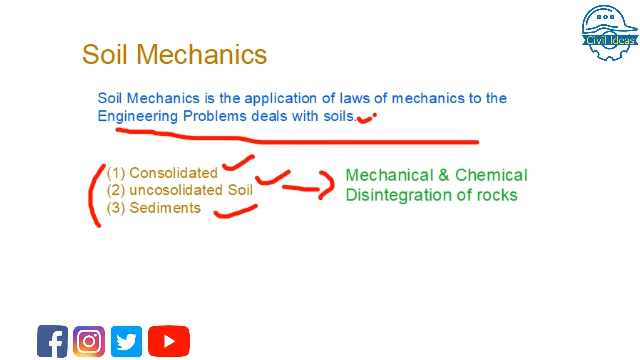 Civil Ideas
Soil Mechanics
Soil Mechanics is the application of laws of mechanics to the
Engineering Problems deals with soils.
(1) Consolidated
(2) uncosolidated Soil
(3) Sediments
Mechanical & Chemical
Disintegration of rocks